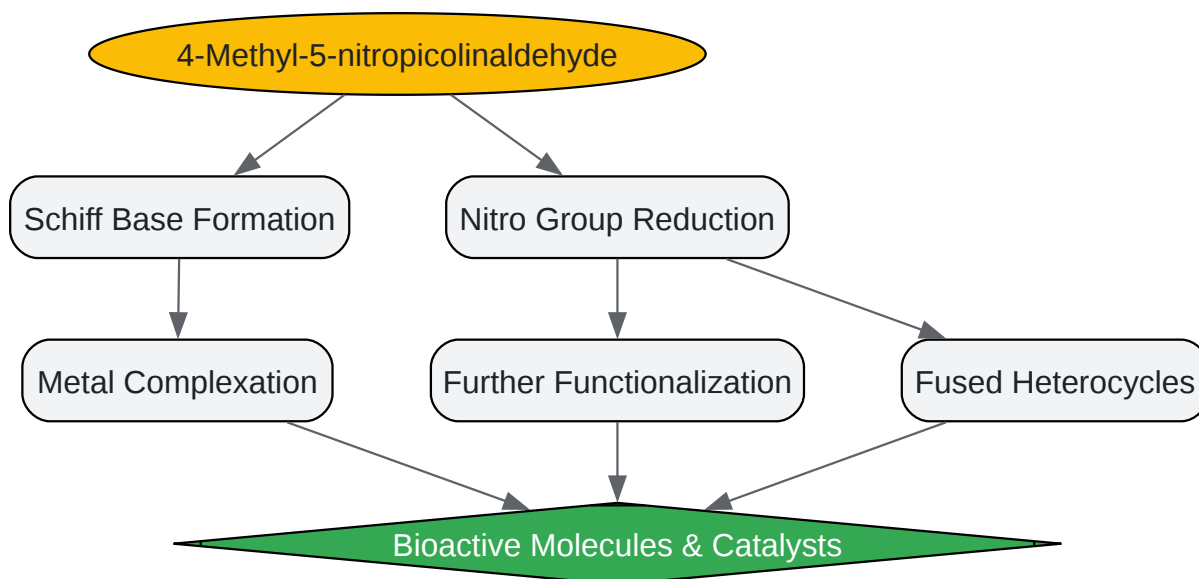 4-Methyl-5-nitropicolinaldehyde
Schiff Base Formation
Nitro Group Reduction
Metal Complexation
Further Functionalization
Fused Heterocycles
Bioactive Molecules & Catalysts